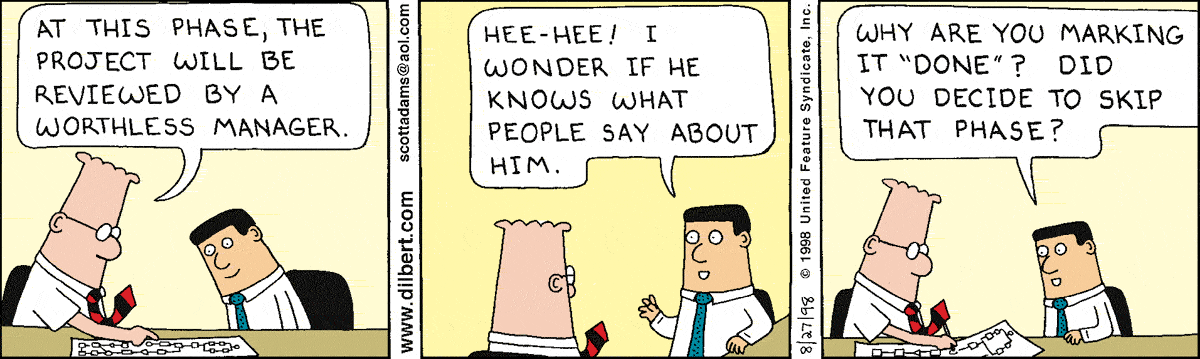 AT THIS PHASE, THE
PROJECT WILL BE
REVIEWED BY A
WORTHLESS MANAGER.
www.dilbert.com
scottadams@aol.com
HEE-HEE! I
WONDER IF HE
KNOWS WHAT
PEOPLE SAY ABOUT
HIM.
8/27/98 © 1998 United Feature Syndicate, Inc.
WHY ARE YOU MARKING
IT "DONE"? DID
YOU DECIDE TO SKIP
THAT PHASE?